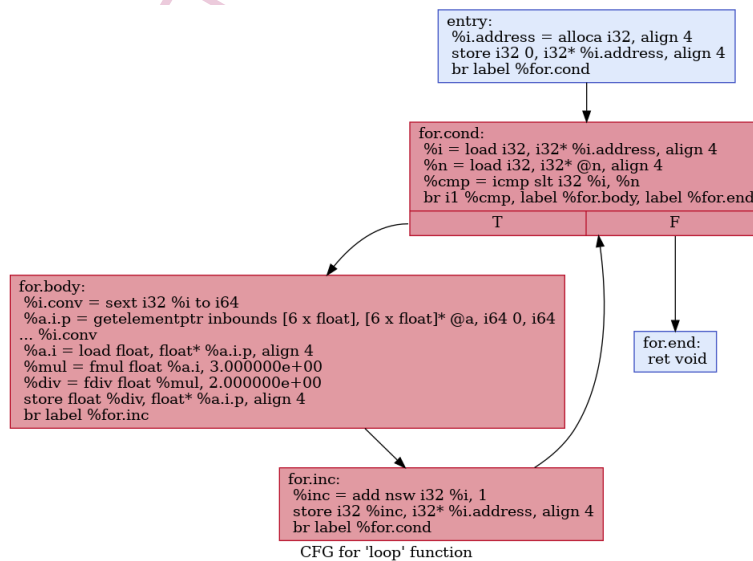 entry:
%i.address = alloca i32, align 4
store i32 0, i32* %i.address, align 4
br label %for.cond
for.cond:
%i = load i32, i32* %i.address, align 4
%n = load i32, i32* @n, align 4
%cmp = icmp slt i32 %i, %n
br i1 %cmp, label %for.body, label %for.end
T F
for.body:
%i.conv = sext i32 %i to i64
%a.i.p = getelementptr inbounds [6 x float], [6 x float]* @a, i64 0, i64
... %i.conv
%a.i = load float, float* %a.i.p, align 4
%mul = fmul float %a.i, 3.000000e+00
%div = fdiv float %mul, 2.000000e+00
store float %div, float* %a.i.p, align 4
br label %for.inc
for.end:
ret void
for.inc:
%inc = add nsw i32 %i, 1
store i32 %inc, i32* %i.address, align 4
br label %for.cond
CFG for 'loop' function